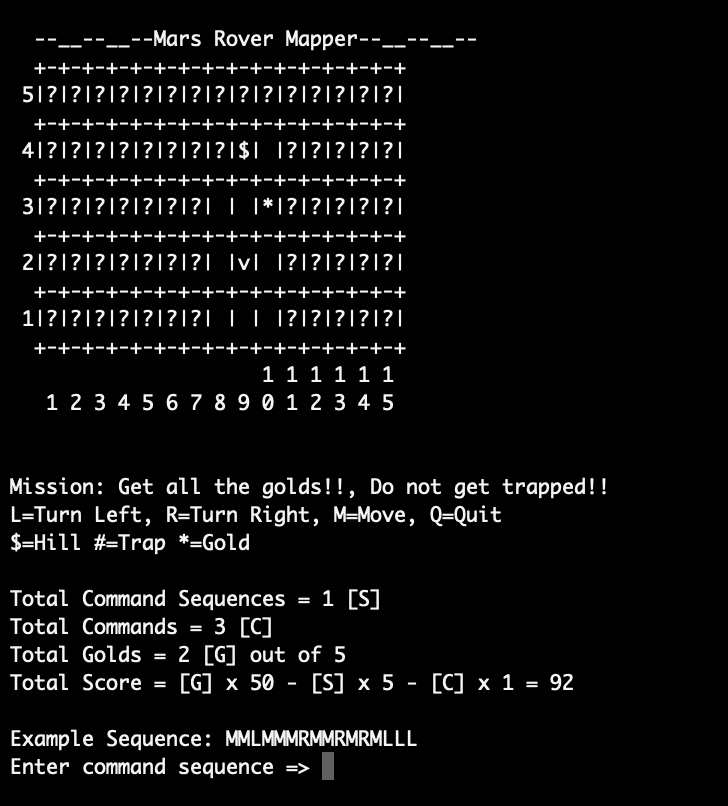 --__--__--Mars Rover Mapper--__--__--
+-+-+-+-+-+-+-+-+-+-+-+-+-+-+-+
5|?|?|?|?|?|?|?|?|?|?|?|?|?|?|?|
+-+-+-+-+-+-+-+-+-+-+-+-+-+-+-+
4|?|?|?|?|?|?|?|?|$| |?|?|?|?|?|
+-+-+-+-+-+-+-+-+-+-+-+-+-+-+-+
3|?|?|?|?|?|?|?| | |*|?|?|?|?|?|
+-+-+-+-+-+-+-+-+-+-+-+-+-+-+-+
2|?|?|?|?|?|?|?| |v| |?|?|?|?|?|
+-+-+-+-+-+-+-+-+-+-+-+-+-+-+-+
1|?|?|?|?|?|?|?| | | |?|?|?|?|?|
+-+-+-+-+-+-+-+-+-+-+-+-+-+-+-+
1 1 1 1 1 1
1 2 3 4 5 6 7 8 9 0 1 2 3 4 5
Mission: Get all the golds!!, Do not get trapped!!
L=Turn Left, R=Turn Right, M=Move, Q=Quit
$=Hill #=Trap *=Gold
Total Command Sequences = 1 [S]
Total Commands = 3 [C]
Total Golds = 2 [G] out of 5
Total Score = [G] x 50 - [S] x 5 - [C] x 1 = 92
Example Sequence: MMLMMMRMMRMRMLLL
Enter command sequence =>